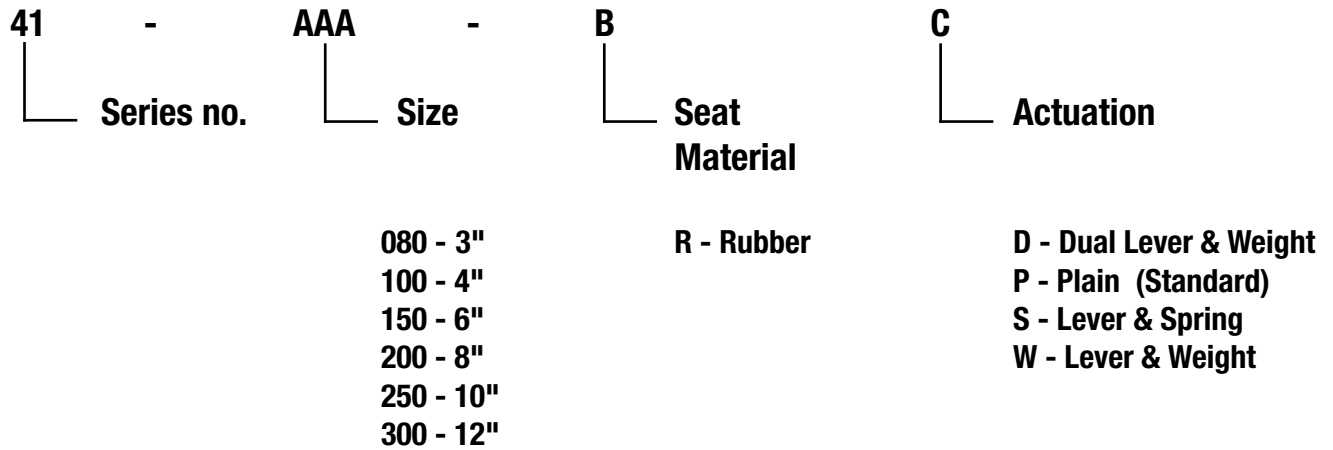 41 - AAA - B C
Series no. Size Seat Actuation
Material
080 - 3" R - Rubber D - Dual Lever & Weight
100 - 4" P - Plain (Standard)
150 - 6" S - Lever & Spring
200 - 8" W - Lever & Weight
250 - 10"
300 - 12"